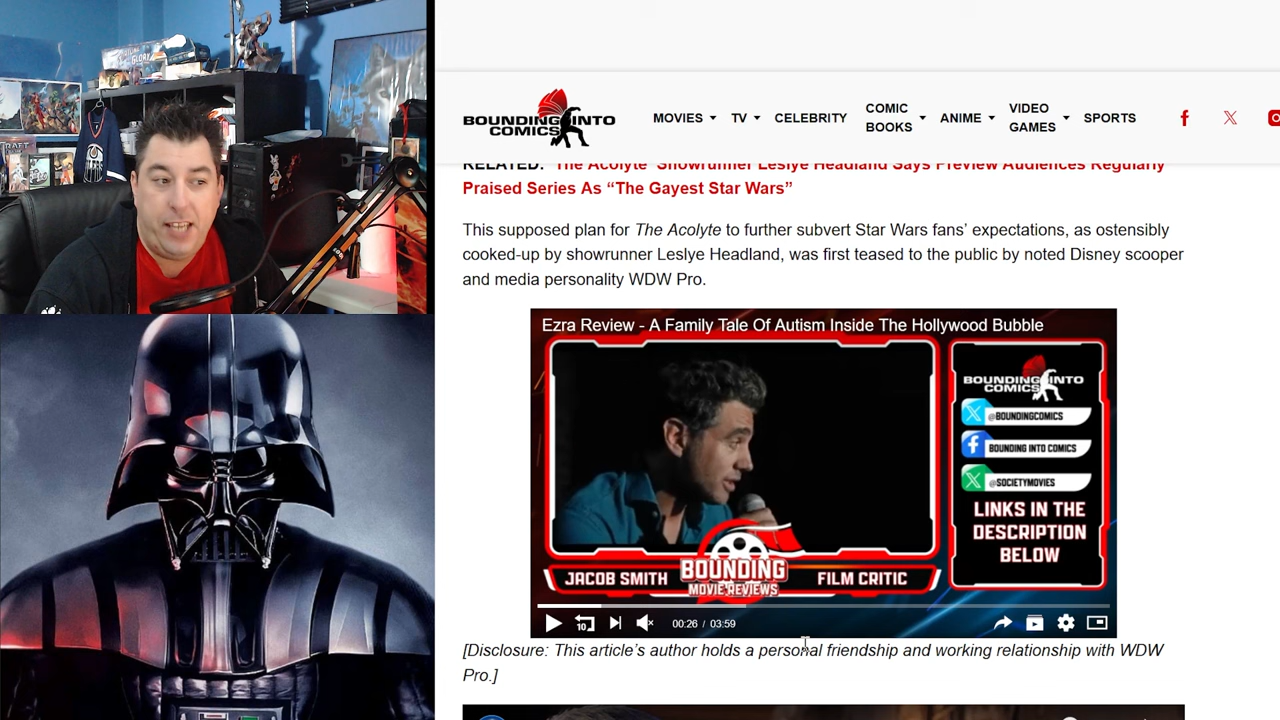 BOUNDING INTO
COMICS
MOVIES
TV
CELEBRITY
COMIC
BOOKS
ANIME
VIDEO
GAMES
SPORTS
RELATED: 'The Acolyte' Showrunner Leslye Headland Says Preview Audiences Regularly
Praised Series As “The Gayest Star Wars”
This supposed plan for The Acolyte to further subvert Star Wars fans’ expectations, as ostensibly
cooked-up by showrunner Leslye Headland, was first teased to the public by noted Disney scooper
and media personality WDW Pro.
Ezra Review - A Family Tale Of Autism Inside The Hollywood Bubble
BOUNDING INTO
COMICS
@BOUNDINGCOMICS
BOUNDING INTO COMICS
@SOCIETYMOVIES
LINKS IN THE
DESCRIPTION
BELOW
JACOB SMITH
BOUNDING
MOVIE REVIEWS
FILM CRITIC
10
00:26 / 03:59
[Disclosure: This article’s author holds a personal friendship and working relationship with WDW
Pro.]